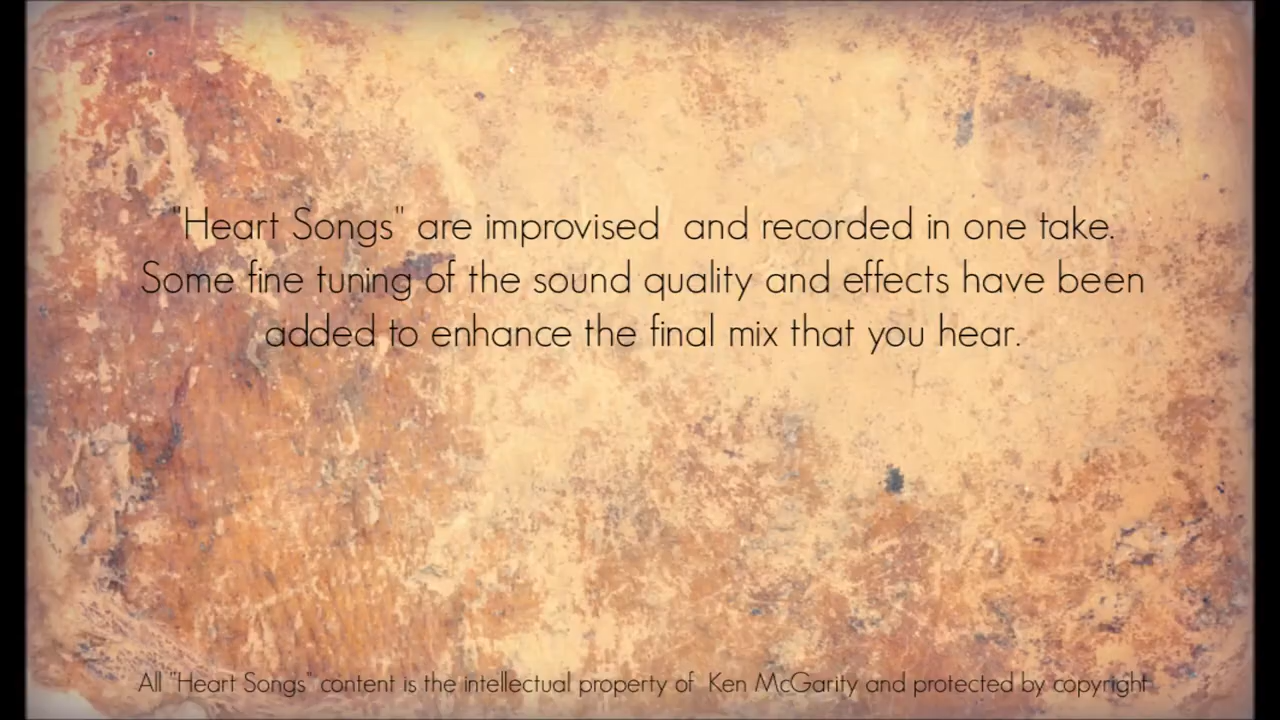 "Heart Songs" are improvised  and recorded in one take.
Some fine tuning of the sound quality and effects have been
added to enhance the final mix that you hear.
All "Heart Songs" content is the intellectual property of  Ken McGarity and protected by copyright